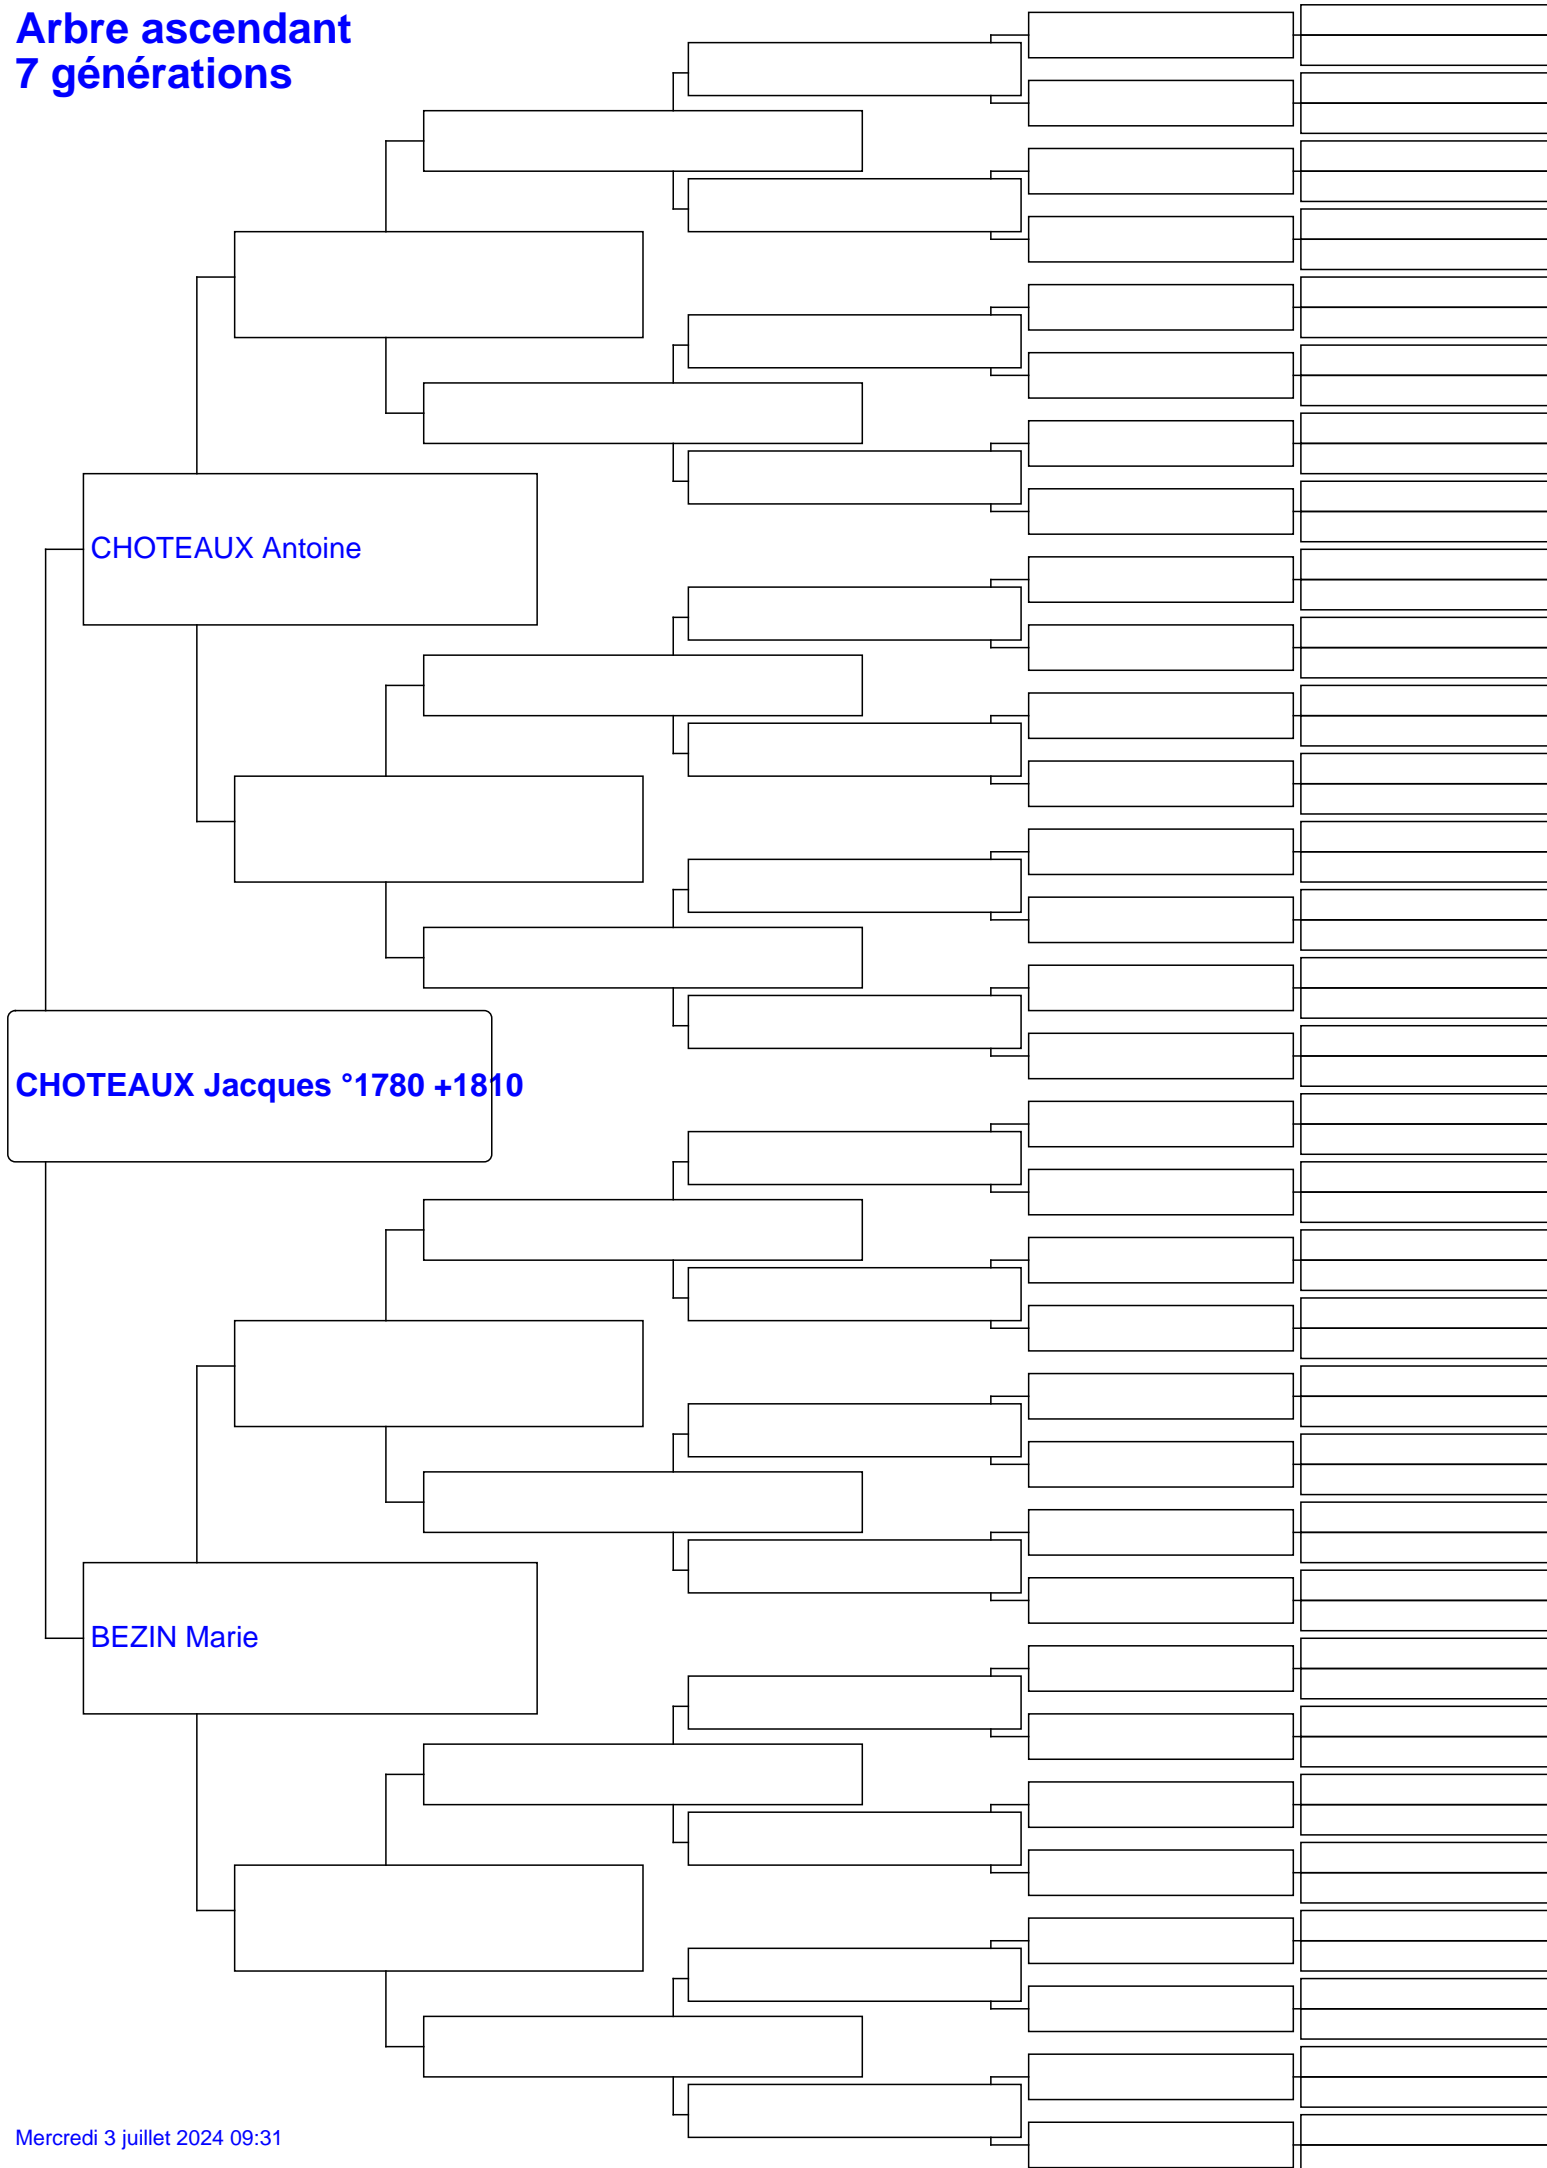 Arbre ascendant
7 générations
CHOTEAUX Antoine
CHOTEAUX Jacques °1780 +1810
BEZIN Marie
Mercredi 3 juillet 2024 09:31